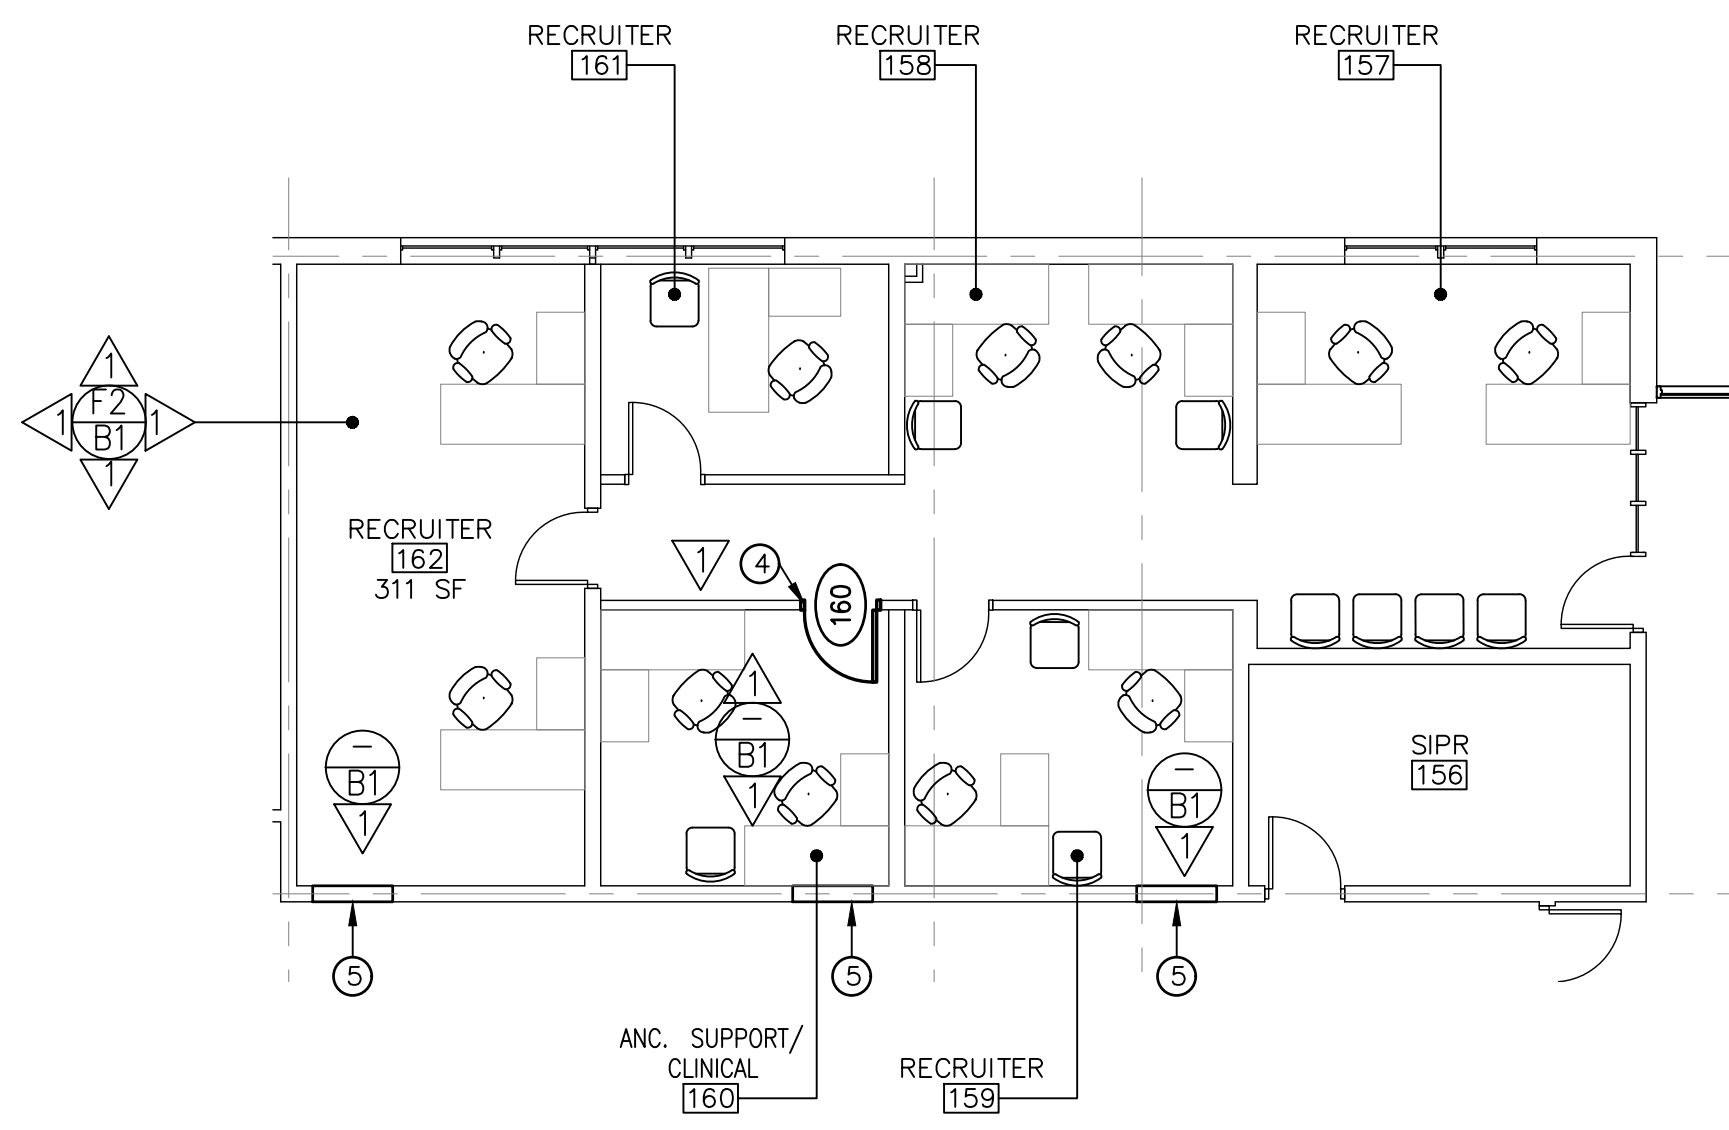 RECRUITER
161
RECRUITER
158
RECRUITER
157
1
1
F2
B1
1
1
RECRUITER
162
311 SF
1
4
160
1
–
B1
1
–
B1
1
–
B1
1
SIPR
156
5
5
5
ANC. SUPPORT/
CLINICAL
160
RECRUITER
159